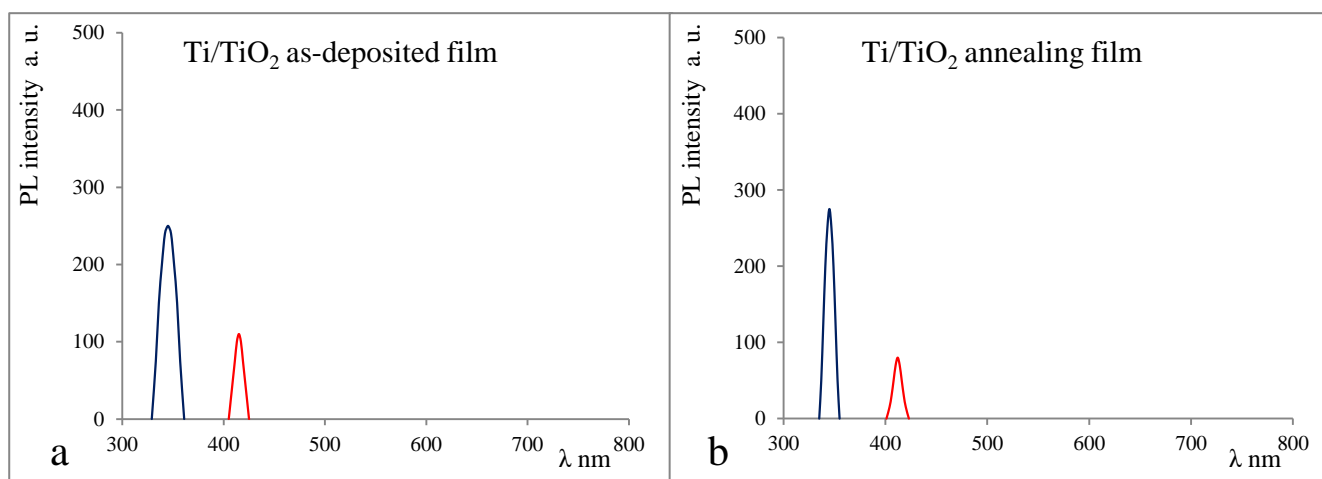 Ti/TiO₂ as-deposited film
PL intensity a. u.
500
400
300
200
100
0
300 400 500 600 700 800
λ nm
a
Ti/TiO₂ annealing film
PL intensity a. u.
500
400
300
200
100
0
300 400 500 600 700 800
λ nm
b